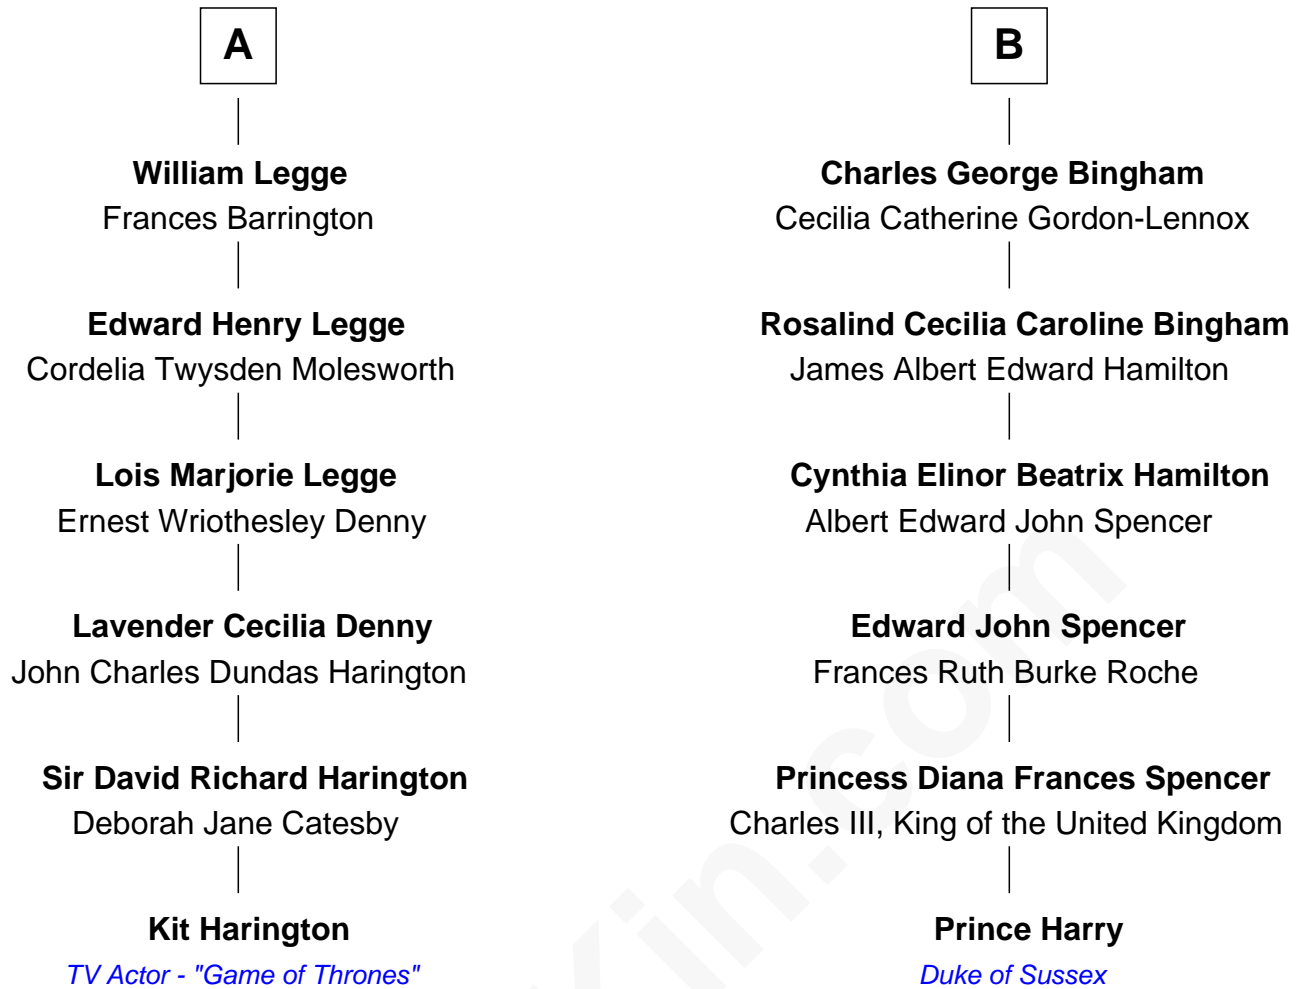 A
William Legge
Frances Barrington
Edward Henry Legge
Cordelia Twysden Molesworth
Lois Marjorie Legge
Ernest Wriothesley Denny
Lavender Cecilia Denny
John Charles Dundas Harington
Sir David Richard Harington
Deborah Jane Catesby
Kit Harington
TV Actor - "Game of Thrones"
B
Charles George Bingham
Cecilia Catherine Gordon-Lennox
Rosalind Cecilia Caroline Bingham
James Albert Edward Hamilton
Cynthia Elinor Beatrix Hamilton
Albert Edward John Spencer
Edward John Spencer
Frances Ruth Burke Roche
Princess Diana Frances Spencer
Charles III, King of the United Kingdom
Prince Harry
Duke of Sussex
Kin.com